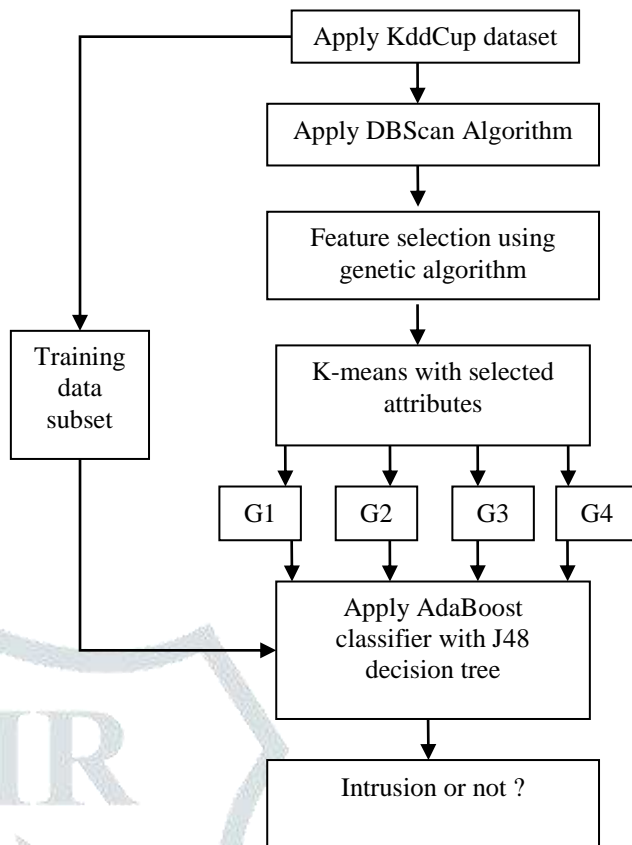 Apply KddCup dataset
Apply DBScan Algorithm
Feature selection using
genetic algorithm
Training
data
subset
K-means with selected
attributes
G1 G2 G3 G4
Apply AdaBoost
classifier with J48
decision tree
Intrusion or not ?
IR